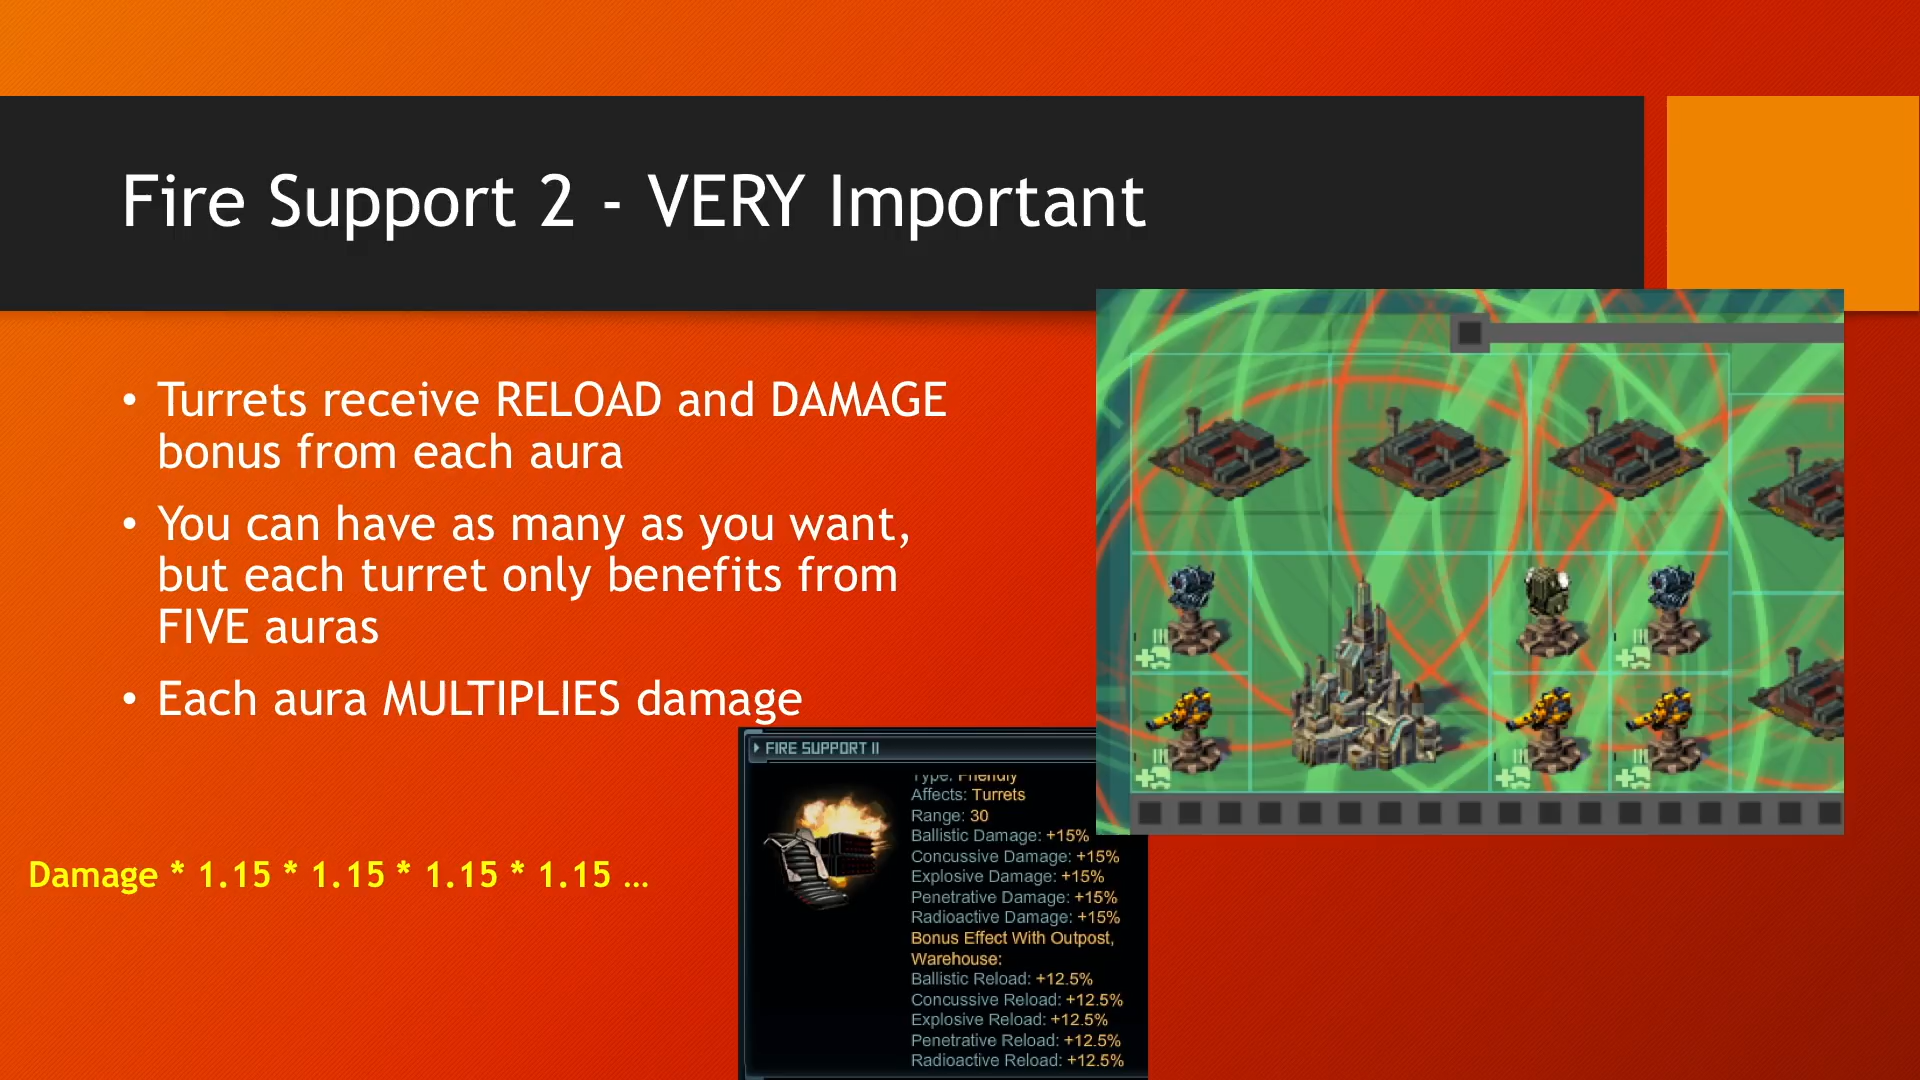 Fire Support 2 - VERY Important
• Turrets receive RELOAD and DAMAGE
bonus from each aura
• You can have as many as you want,
but each turret only benefits from
FIVE auras
• Each aura MULTIPLIES damage
Damage * 1.15 * 1.15 * 1.15 * 1.15 ...
FIRE SUPPORT II
Type: Friendly
Affects: Turrets
Range: 30
Ballistic Damage: +15%
Concussive Damage: +15%
Explosive Damage: +15%
Penetrative Damage: +15%
Radioactive Damage: +15%
Bonus Effect With Outpost,
Warehouse:
Ballistic Reload: +12.5%
Concussive Reload: +12.5%
Explosive Reload: +12.5%
Penetrative Reload: +12.5%
Radioactive Reload: +12.5%